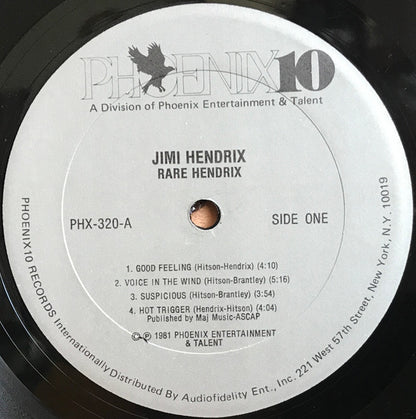 PHOENIX10
A Division of Phoenix Entertainment & Talent
JIMI HENDRIX
RARE HENDRIX
PHX-320-A
SIDE ONE
1. GOOD FEELING (Hitson-Hendrix) (4:10)
2. VOICE IN THE WIND (Hitson-Brantley) (5:16)
3. SUSPICIOUS (Hitson-Brantley) (3:54)
4. HOT TRIGGER (Hendrix-Hitson) (4:04)
Published by Maj Music-ASCAP
© ℗ 1981 PHOENIX ENTERTAINMENT
& TALENT
PHOENIX10 RECORDS Internationally Distributed By Audiofidelity Ent., Inc. 221 West 57th Street, New York, N.Y. 10019